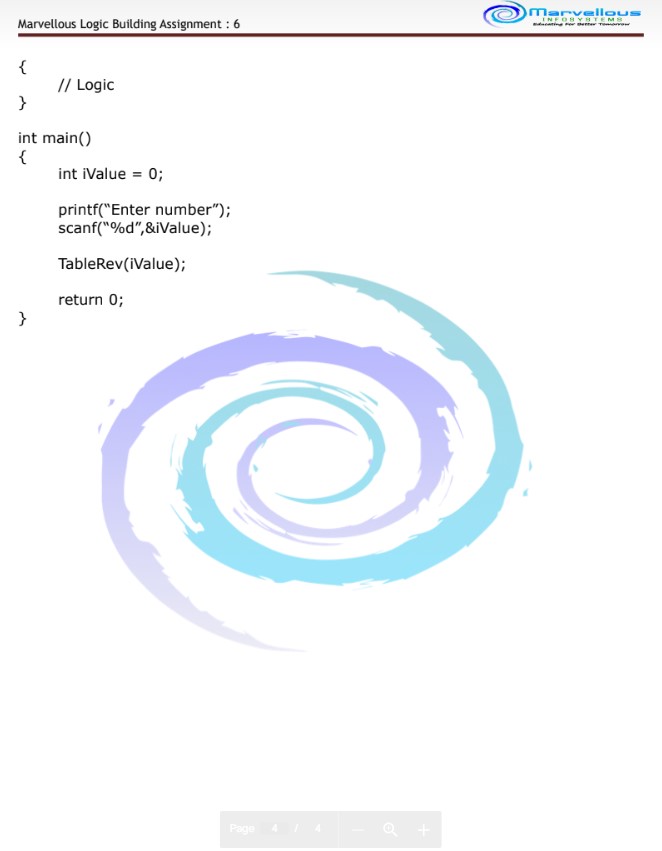 Marvellous Logic Building Assignment : 6
Marvellous
INFOSYSTEMS
Educating For Better Tomorrow
{
// Logic
}
int main()
{
int iValue = 0;
printf(“Enter number”);
scanf(“%d”,&iValue);
TableRev(iValue);
return 0;
}
Page 4 / 4